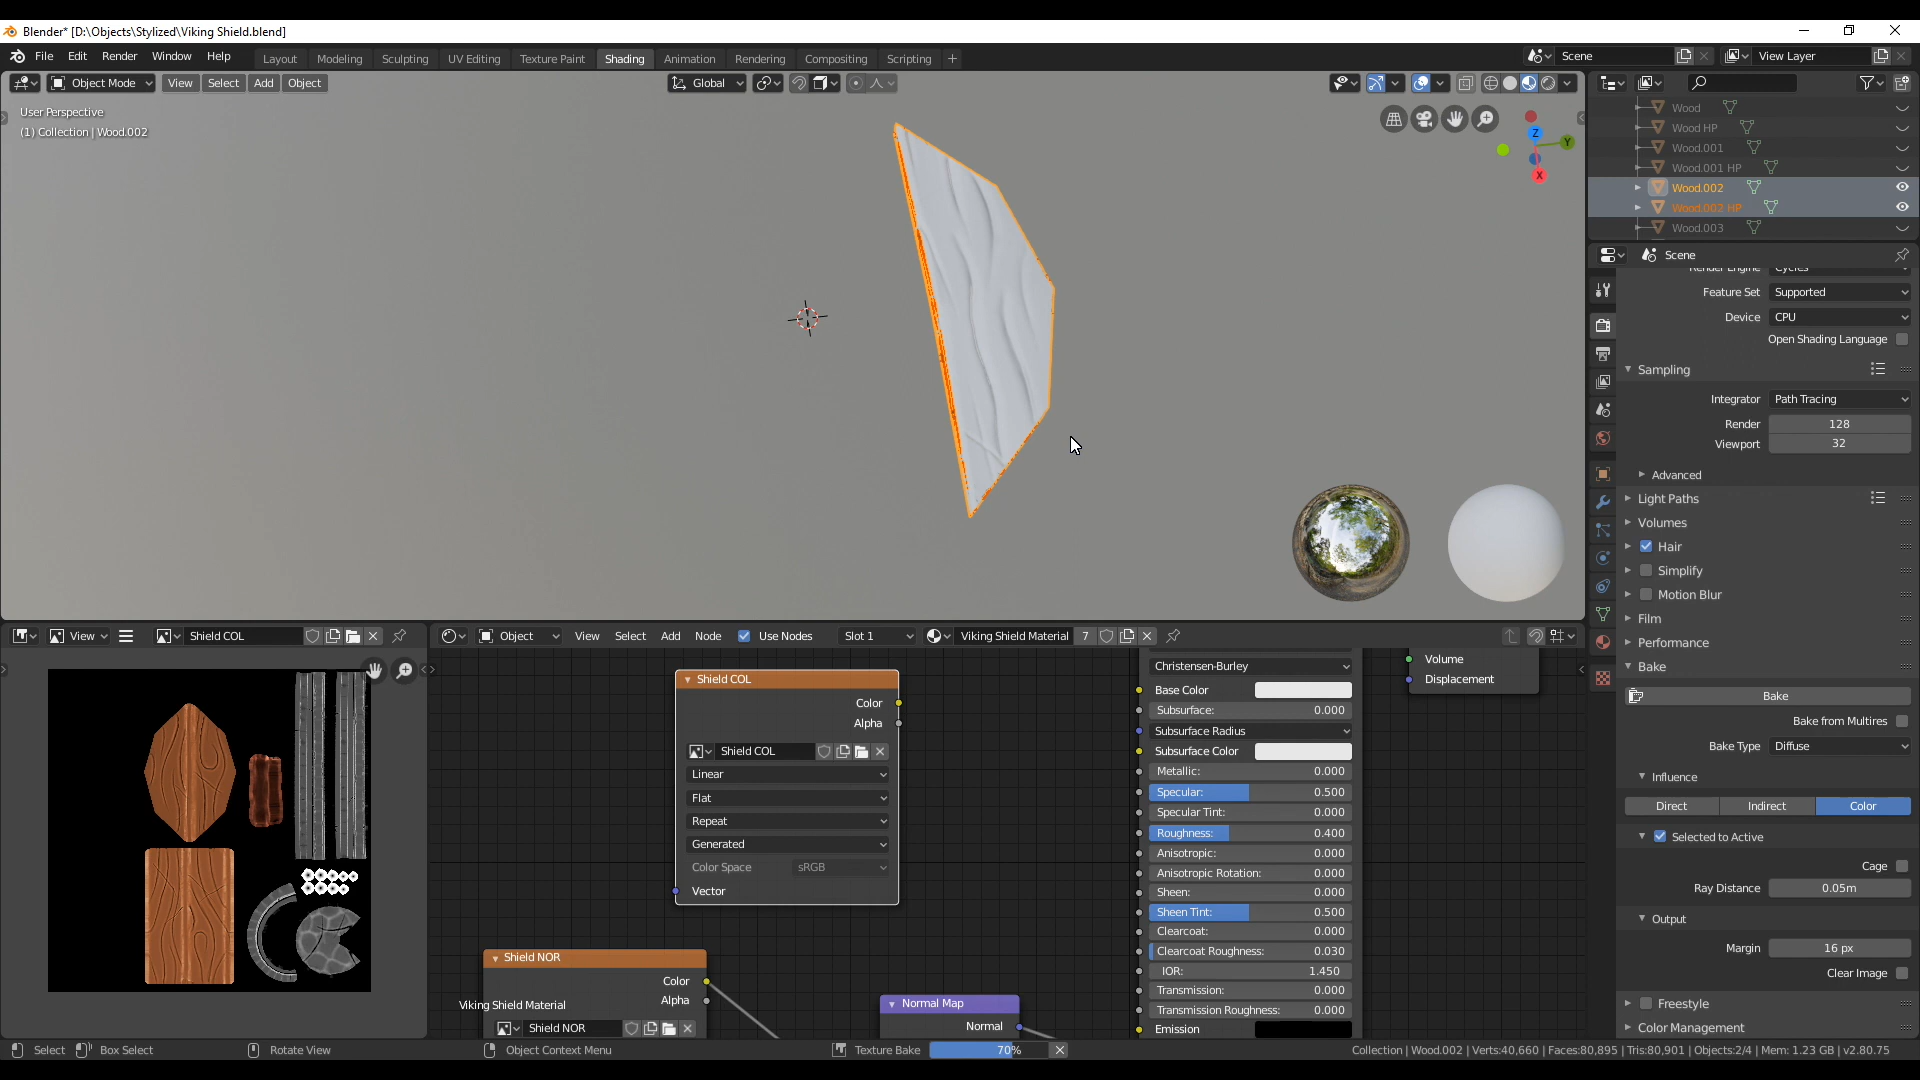 Blender* [D:\Objects\Stylized\Viking Shield.blend]
File Edit Render Window Help Layout Modeling Sculpting UV Editing Texture Paint Shading Animation Rendering Compositing Scripting + Scene View Layer
Object Mode View Select Add Object Global
User Perspective
(1) Collection | Wood.002
Z
Y
X
Wood
Wood HP
Wood.001
Wood.001 HP
Wood.002
Wood.002 HP
Wood.003
Scene
Render Engine Cycles
Feature Set Supported
Device CPU
Open Shading Language
Sampling
Integrator Path Tracing
Render 128
Viewport 32
Advanced
Light Paths
Volumes
Hair
Simplify
Motion Blur
Film
Performance
Bake
Bake
Bake from Multires
Bake Type Diffuse
Influence
Direct Indirect Color
Selected to Active
Cage
Ray Distance 0.05m
Output
Margin 16 px
Clear Image
Freestyle
Color Management
View Shield COL
Object View Select Add Node Use Nodes Slot 1 Viking Shield Material 7
Shield COL
Color
Alpha
Shield COL
Linear
Flat
Repeat
Generated
Color Space sRGB
Vector
Shield NOR
Color
Alpha
Viking Shield Material
Shield NOR
Normal Map
Normal
Christensen-Burley
Base Color
Subsurface: 0.000
Subsurface Radius
Subsurface Color
Metallic: 0.000
Specular: 0.500
Specular Tint: 0.000
Roughness: 0.400
Anisotropic: 0.000
Anisotropic Rotation: 0.000
Sheen: 0.000
Sheen Tint: 0.500
Clearcoat: 0.000
Clearcoat Roughness: 0.030
IOR: 1.450
Transmission: 0.000
Transmission Roughness: 0.000
Emission
Volume
Displacement
Select Box Select Rotate View Object Context Menu Texture Bake 70% Collection | Wood.002 | Verts:40,660 | Faces:80,895 | Tris:80,901 | Objects:2/4 | Mem: 1.23 GB | v2.80.75